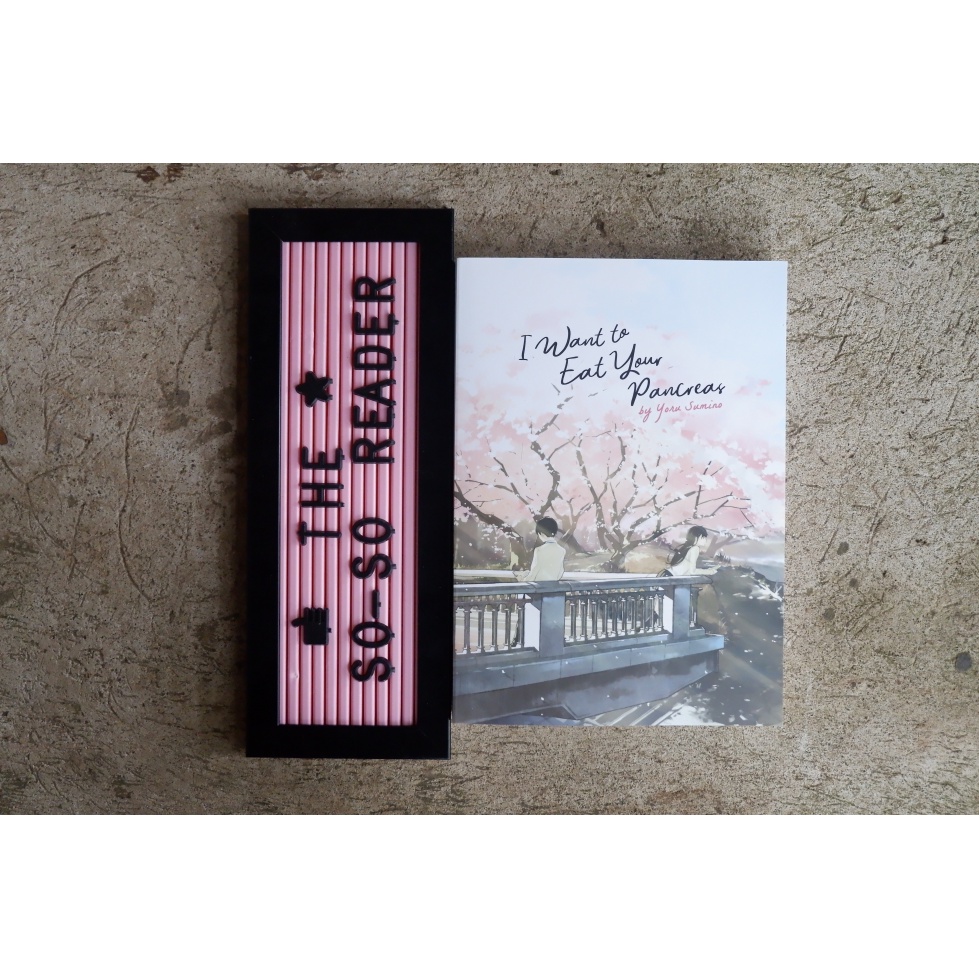 THE
SO-SO READER
I Want to
Eat Your
Pancreas
by Yoru Sumino